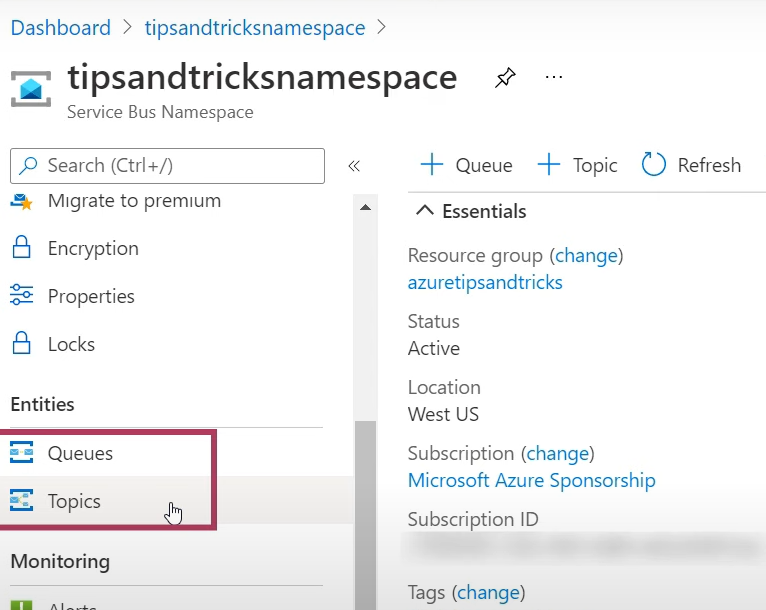 Dashboard > tipsandtricksnamespace >
tipsandtricksnamespace ...
Service Bus Namespace
Search (Ctrl+/) «
Migrate to premium
Encryption
Properties
Locks
Entities
Queues
Topics
Monitoring
Alerts
+ Queue + Topic Refresh
Essentials
Resource group (change)
azuretipsandtricks
Status
Active
Location
West US
Subscription (change)
Microsoft Azure Sponsorship
Subscription ID
Tags (change)